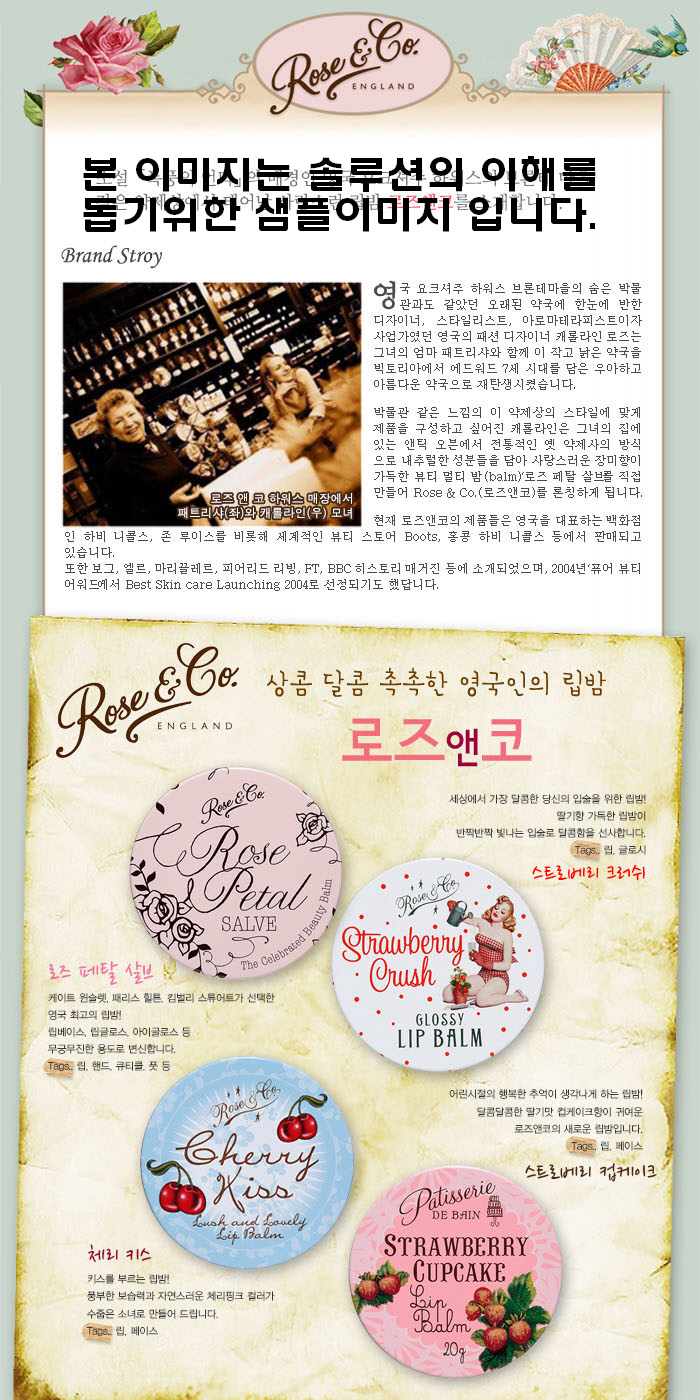 Rose & Co.
ENGLAND
본 이미지는 솔루션의 이해를
돕기위한 샘플이미지 입니다.
로즈앤코를 소개합니다.
Brand Stroy
로즈 앤 코 하워스 매장에서
패트리샤(좌)와 캐롤라인(우) 모녀
영국 요크셔주 하워스 브론테마을의 숨은 박물
관과도 같았던 오래된 약국에 한눈에 반한
디자이너, 스타일리스트, 아로마테라피스트이자
사업가였던 영국의 패션 디자이너 캐롤라인 로즈는
그녀의 엄마 패트리샤와 함께 이 작고 낡은 약국을
빅토리아에서 에드워드 7세 시대를 담은 우아하고
아름다운 약국으로 재탄생시켰습니다.
박물관 같은 느낌의 이 약제상의 스타일에 맞게
제품을 구성하고 싶어진 캐롤라인은 그녀의 집에
있는 앤틱 오븐에서 전통적인 옛 약제사의 방식
으로 내추럴한 성분들을 담아 사랑스러운 장미향이
가득한 뷰티 멀티 밤(balm)'로즈 페탈 살브'를 직접
만들어 Rose & Co.(로즈앤코)를 론칭하게 됩니다.
현재 로즈앤코의 제품들은 영국을 대표하는 백화점
인 하비 니콜스, 존 루이스를 비롯해 세계적인 뷰티 스토어 Boots, 홍콩 하비 니콜스 등에서 판매되고
있습니다.
또한 보그, 엘르, 마리끌레르, 피어리드 리빙, FT, BBC 히스토리 매거진 등에 소개되었으며, 2004년'퓨어 뷰티
어워드'에서 Best Skin care Launching 2004로 선정되기도 했답니다.
Rose & Co.
ENGLAND
상콤 달콤 촉촉한 영국인의 립밤
로즈앤코
세상에서 가장 달콤한 당신의 입술을 위한 립밤!
딸기향 가득한 립밤이
반짝반짝 빛나는 입술로 달콤함을 선사합니다.
Tags.. 립, 글로시
스트로베리 크러쉬
Rose & Co.
Rose
Petal
SALVE
The Celebrated Beauty Balm
Rose & Co.
Strawberry
Crush
GLOSSY
LIP BALM
로즈 페탈 살브
케이트 윈슬렛, 패리스 힐튼, 킴벌리 스튜어트가 선택한
영국 최고의 립밤!
립베이스, 립글로스, 아이글로스 등
무궁무진한 용도로 변신합니다.
Tags.. 립, 핸드, 큐티클, 풋 등
Rose & Co.
Cherry
Kiss
Lush and Lovely
Lip Balm
어린시절의 행복한 추억이 생각나게 하는 립밤!
달콤달콤한 딸기맛 컵케이크향이 귀여운
로즈앤코의 새로운 립밤입니다.
Tags.. 립, 페이스
스트로베리 컵케이크
Patisserie
DE BAIN
STRAWBERRY
CUPCAKE
Lip
Balm
20g
체리 키스
키스를 부르는 립밤!
풍부한 보습력과 자연스러운 체리핑크 컬러가
수줍은 소녀로 만들어 드립니다.
Tags.. 립, 페이스